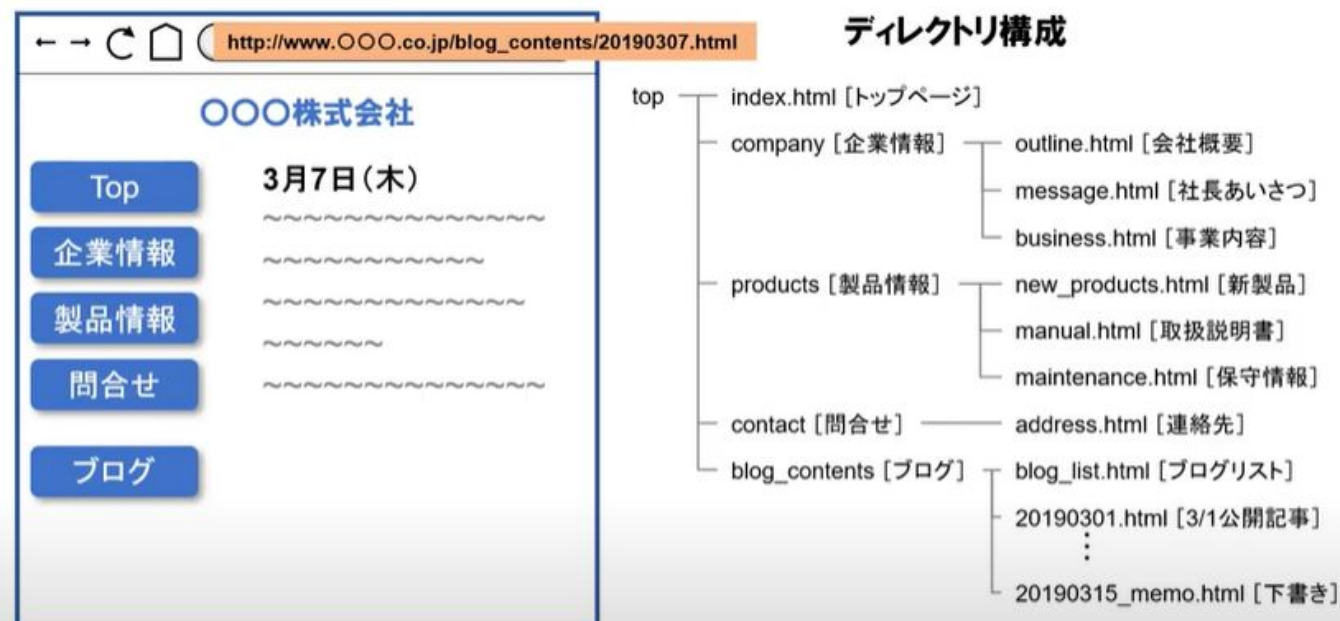 http://www.〇〇〇.co.jp/blog_contents/20190307.html
〇〇〇株式会社
Top
企業情報
製品情報
問合せ
ブログ
3月7日(木)
~~~~~~~~~~~~~~
~~~~~~~~~~~
~~~~~~~~~~~~~
~~~~~~
~~~~~~~~~~~~~~
ディレクトリ構成
top
index.html [トップページ]
company [企業情報]
outline.html [会社概要]
message.html [社長あいさつ]
business.html [事業内容]
products [製品情報]
new_products.html [新製品]
manual.html [取扱説明書]
maintenance.html [保守情報]
contact [問合せ]
address.html [連絡先]
blog_contents [ブログ]
blog_list.html [ブログリスト]
20190301.html [3/1公開記事]
⋮
20190315_memo.html [下書き]